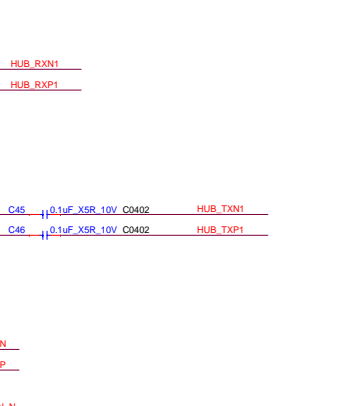 HUB_RXN1
HUB_RXP1
C45 0.1uF_X5R_10V C0402 HUB_TXN1
C46 0.1uF_X5R_10V C0402 HUB_TXP1
N
P